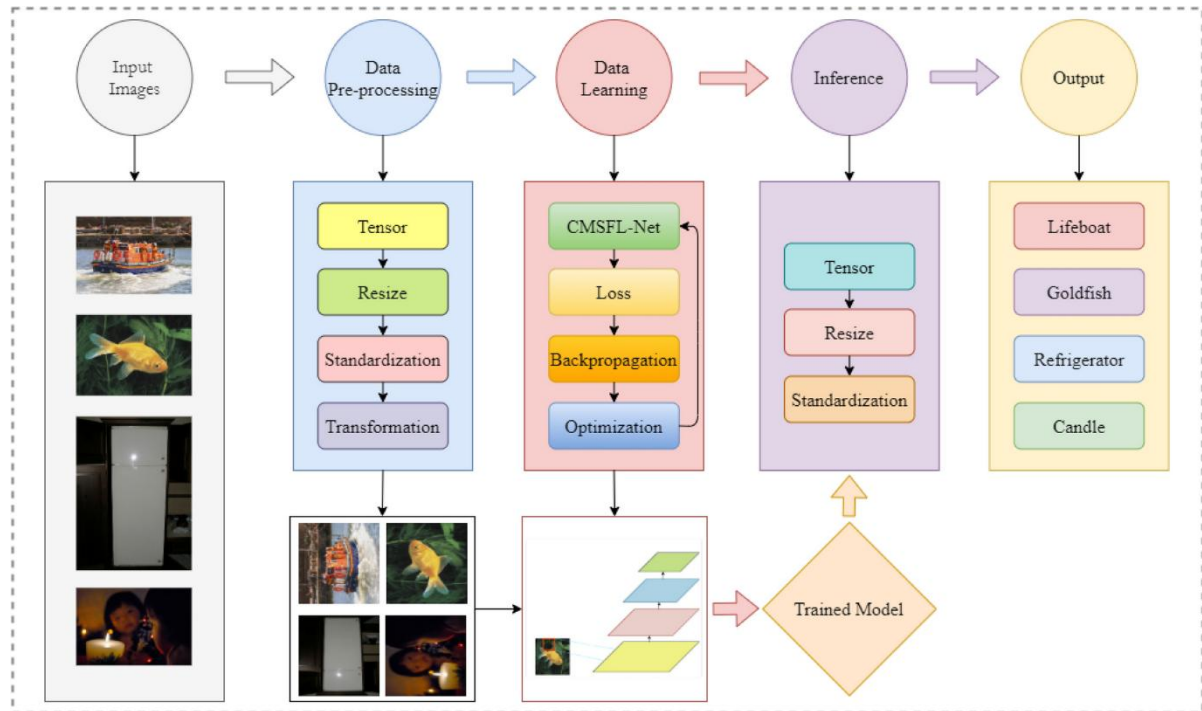 Input
Images
Data
Pre-processing
Data
Learning
Inference
Output
Tensor
Resize
Standardization
Transformation
CMSFL-Net
Loss
Backpropagation
Optimization
Tensor
Resize
Standardization
Lifeboat
Goldfish
Refrigerator
Candle
Trained Model